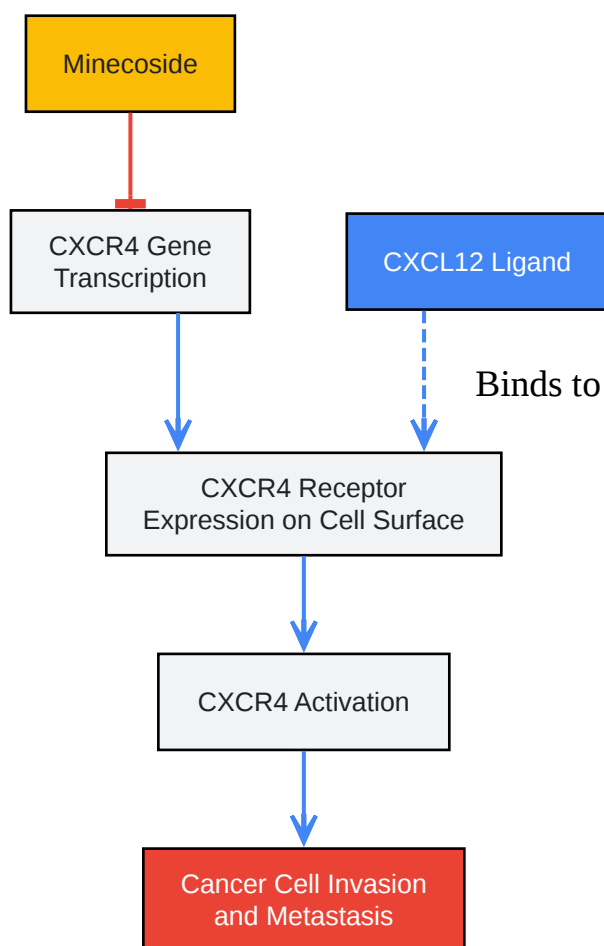 Minecoside
CXCR4 Gene
Transcription
CXCL12 Ligand
Binds to
CXCR4 Receptor
Expression on Cell Surface
CXCR4 Activation
Cancer Cell Invasion
and Metastasis